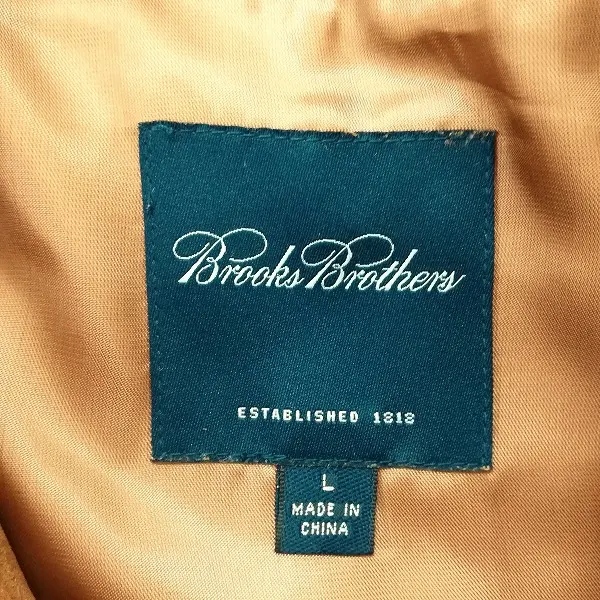 Brooks Brothers
ESTABLISHED 1818
L
MADE IN
CHINA